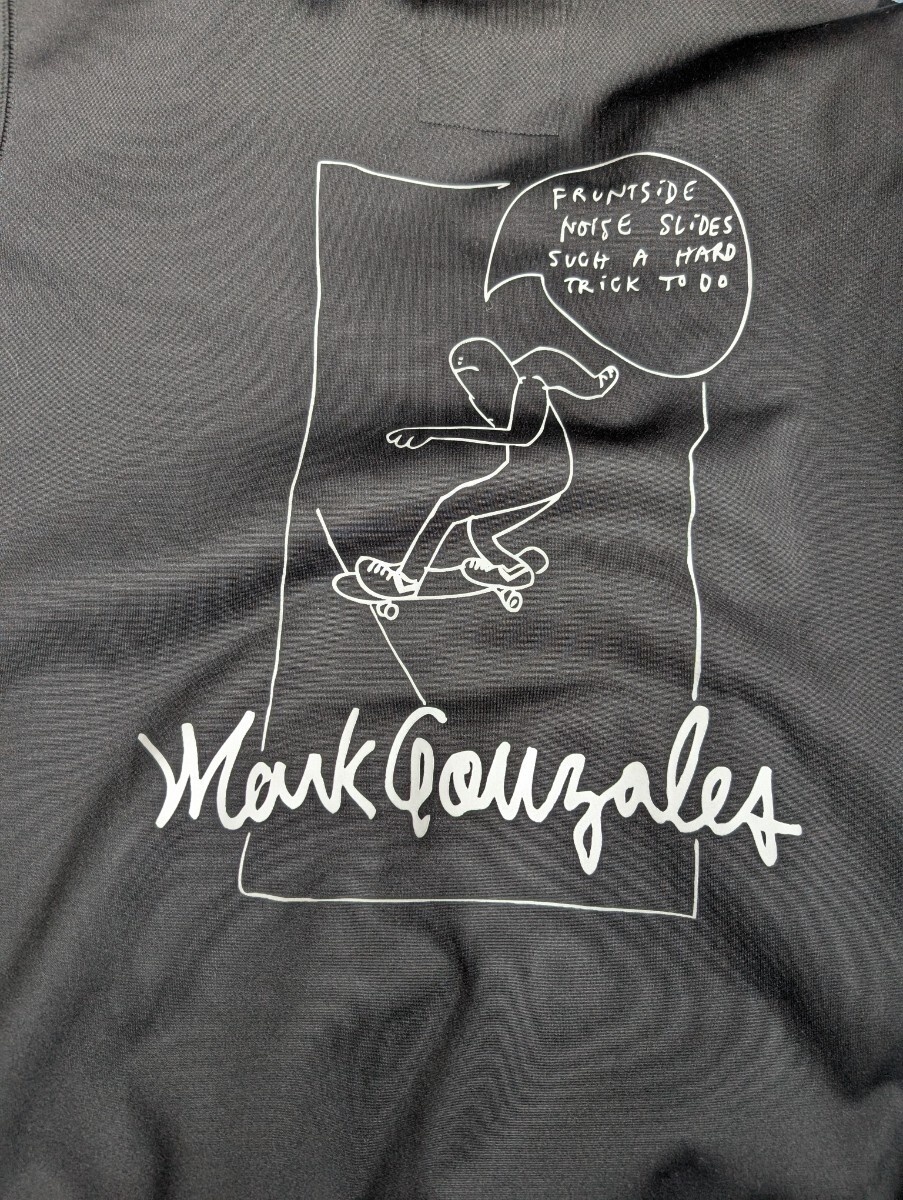 FRUNTSiDE
NOISE SLiDES
SUCH A HARD
TRiCK TO DO
Mark Gonzales